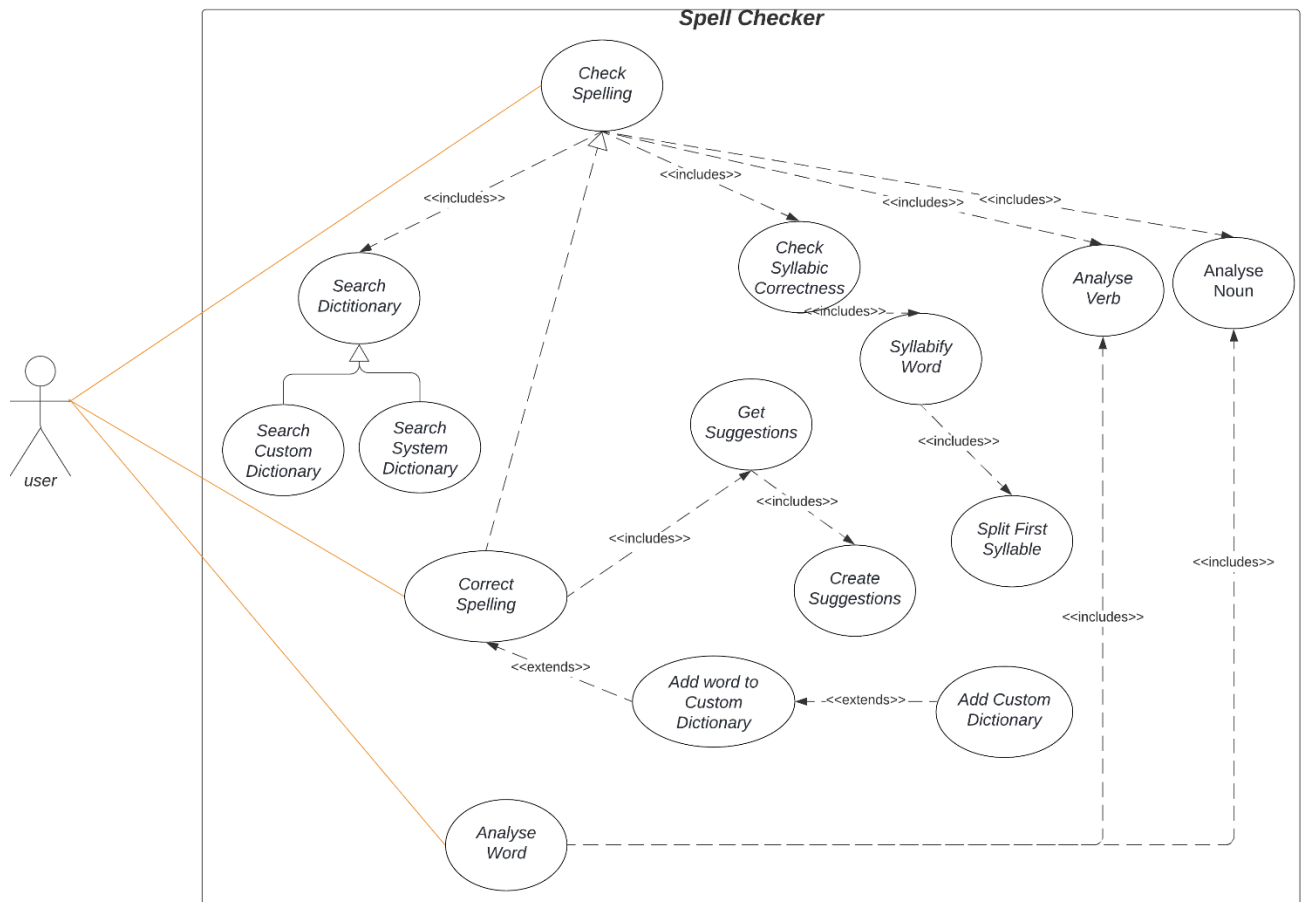 Spell Checker
Check
Spelling
<<includes>>
<<includes>>
<<includes>>
<<includes>>
Search
Dictitionary
Check
Syllabic
Correctness
Analyse
Verb
Analyse
Noun
<<includes>>
Syllabify
Word
Search
Custom
Dictionary
Search
System
Dictionary
Get
Suggestions
<<includes>>
user
<<includes>>
Split First
Syllable
<<includes>>
<<includes>>
Correct
Spelling
Create
Suggestions
<<includes>>
<<extends>>
Add word to
Custom
Dictionary
<<extends>>
Add Custom
Dictionary
Analyse
Word